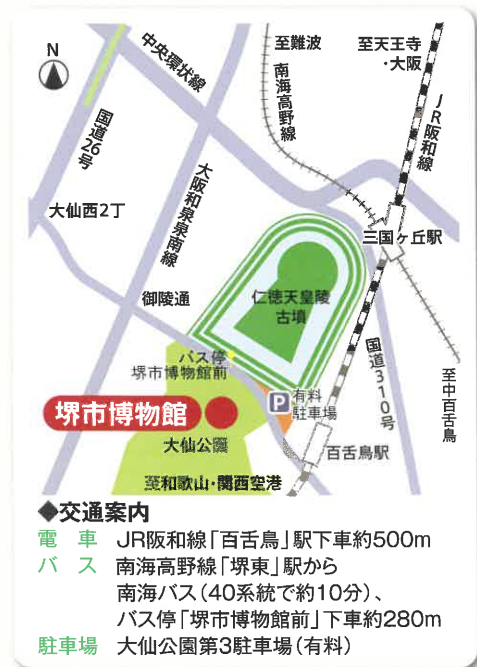 N
中央環状線
至難波
南海高野線
至天王寺
・大阪
JR阪和線
国道26号
大阪和泉泉南線
大仙西2丁
三国ヶ丘駅
御陵通
仁徳天皇陵
古墳
バス停
堺市博物館前
国道310号
至中百舌鳥
P
有料
駐車場
堺市博物館
大仙公園
百舌鳥駅
至和歌山・関西空港
◆交通案内
電車 JR阪和線「百舌鳥」駅下車約500m
バス 南海高野線「堺東」駅から
南海バス(40系統で約10分)、
バス停「堺市博物館前」下車約280m
駐車場 大仙公園第3駐車場(有料)